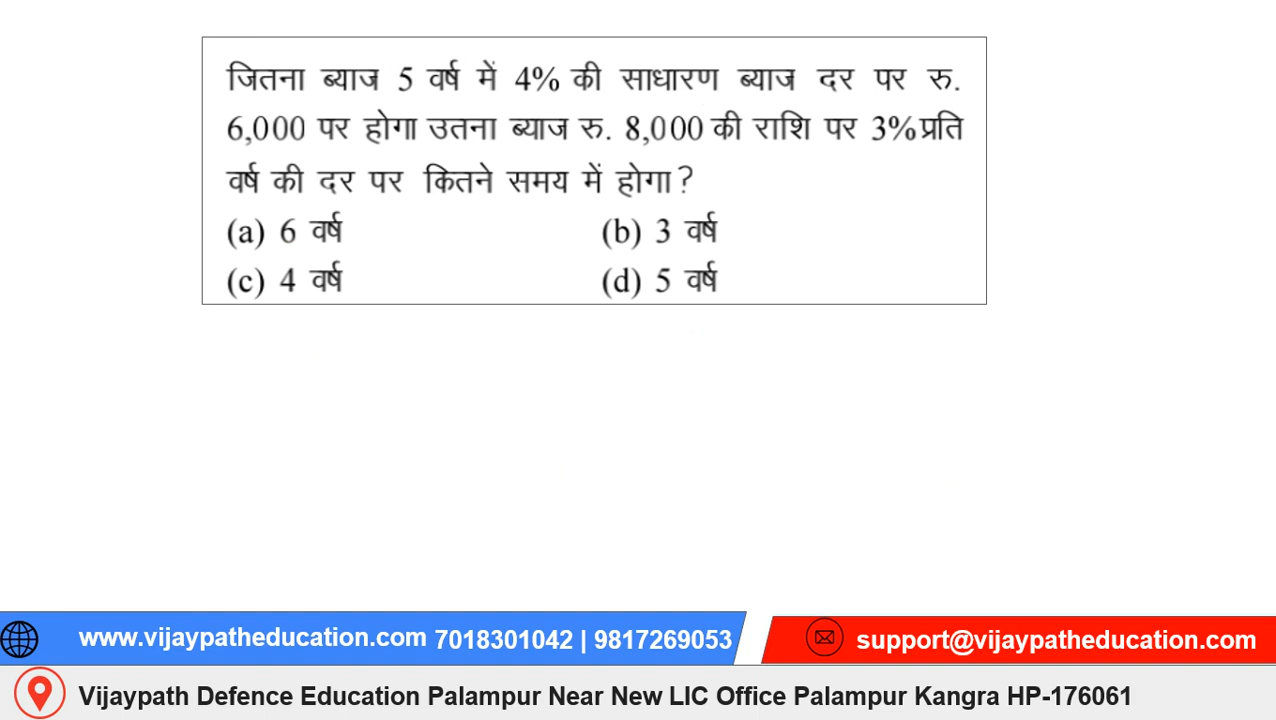 जितना ब्याज 5 वर्ष में 4% की साधारण ब्याज दर पर रु.
6,000 पर होगा उतना ब्याज रु. 8,000 की राशि पर 3% प्रति
वर्ष की दर पर कितने समय में होगा?
(a) 6 वर्ष (b) 3 वर्ष
(c) 4 वर्ष (d) 5 वर्ष
www.vijaypatheducation.com 7018301042 | 9817269053 support@vijaypatheducation.com
Vijaypath Defence Education Palampur Near New LIC Office Palampur Kangra HP-176061